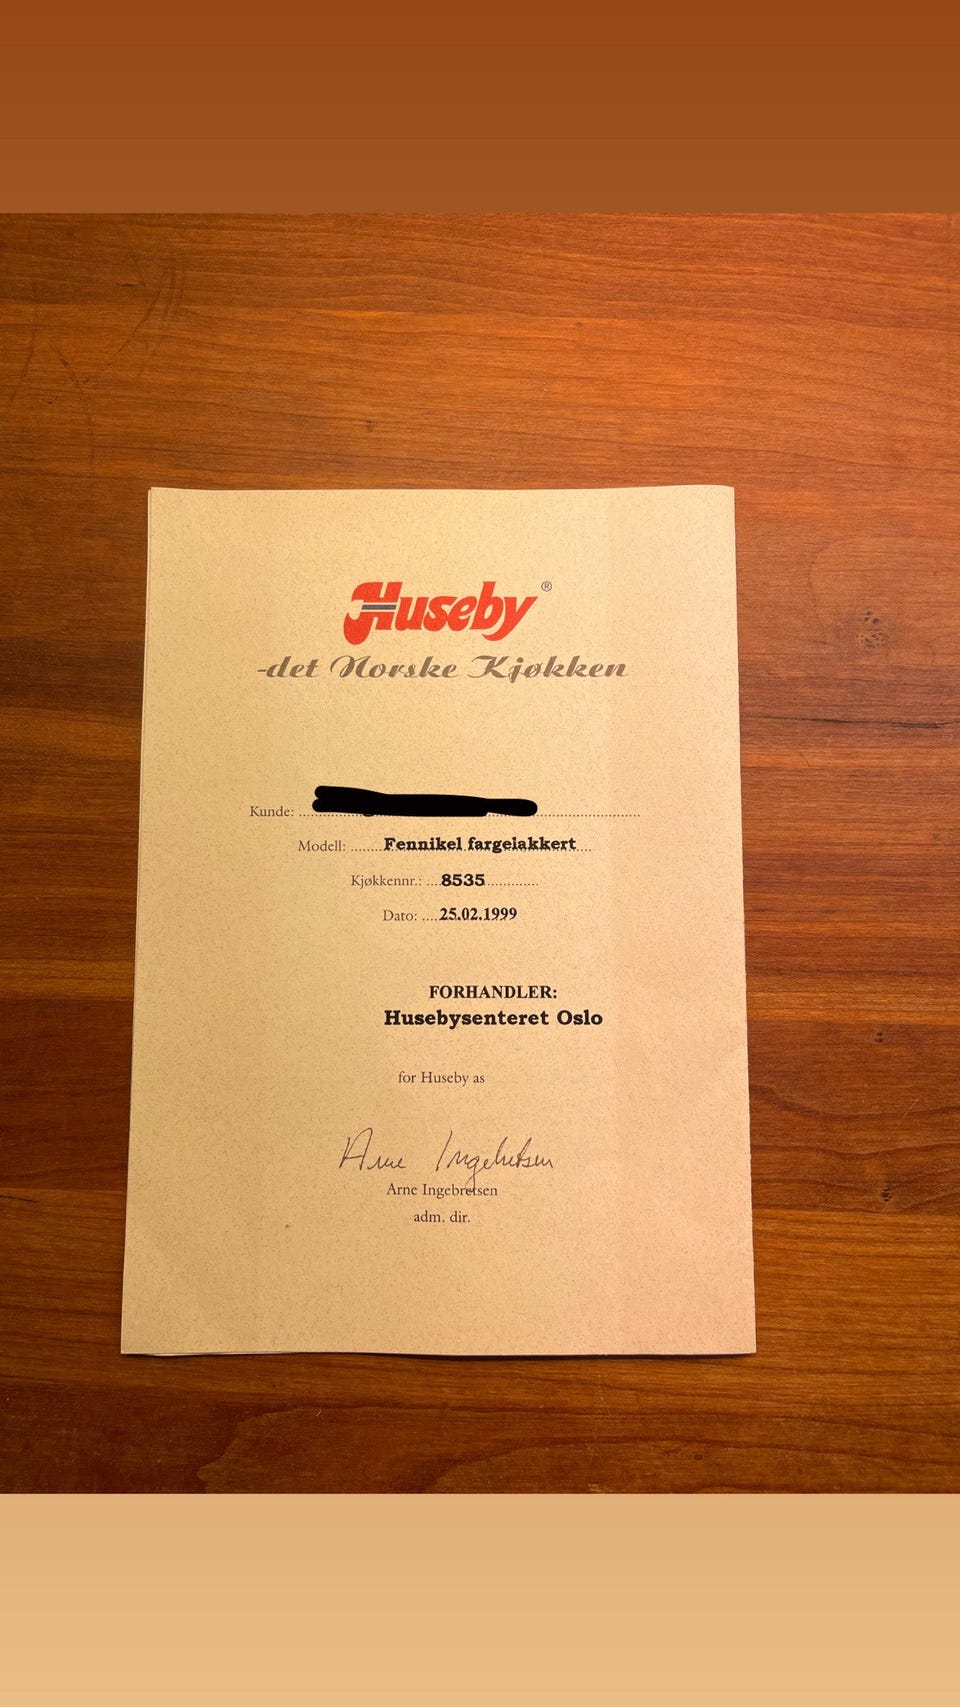 Huseby®
-det Norske Kjøkken
Kunde:
Modell: Fennikel fargelakkert
Kjøkkennr.: 8535
Dato: 25.02.1999
FORHANDLER:
Husebysenteret Oslo
for Huseby as
Arne Ingebretsen
Arne Ingebretsen
adm. dir.